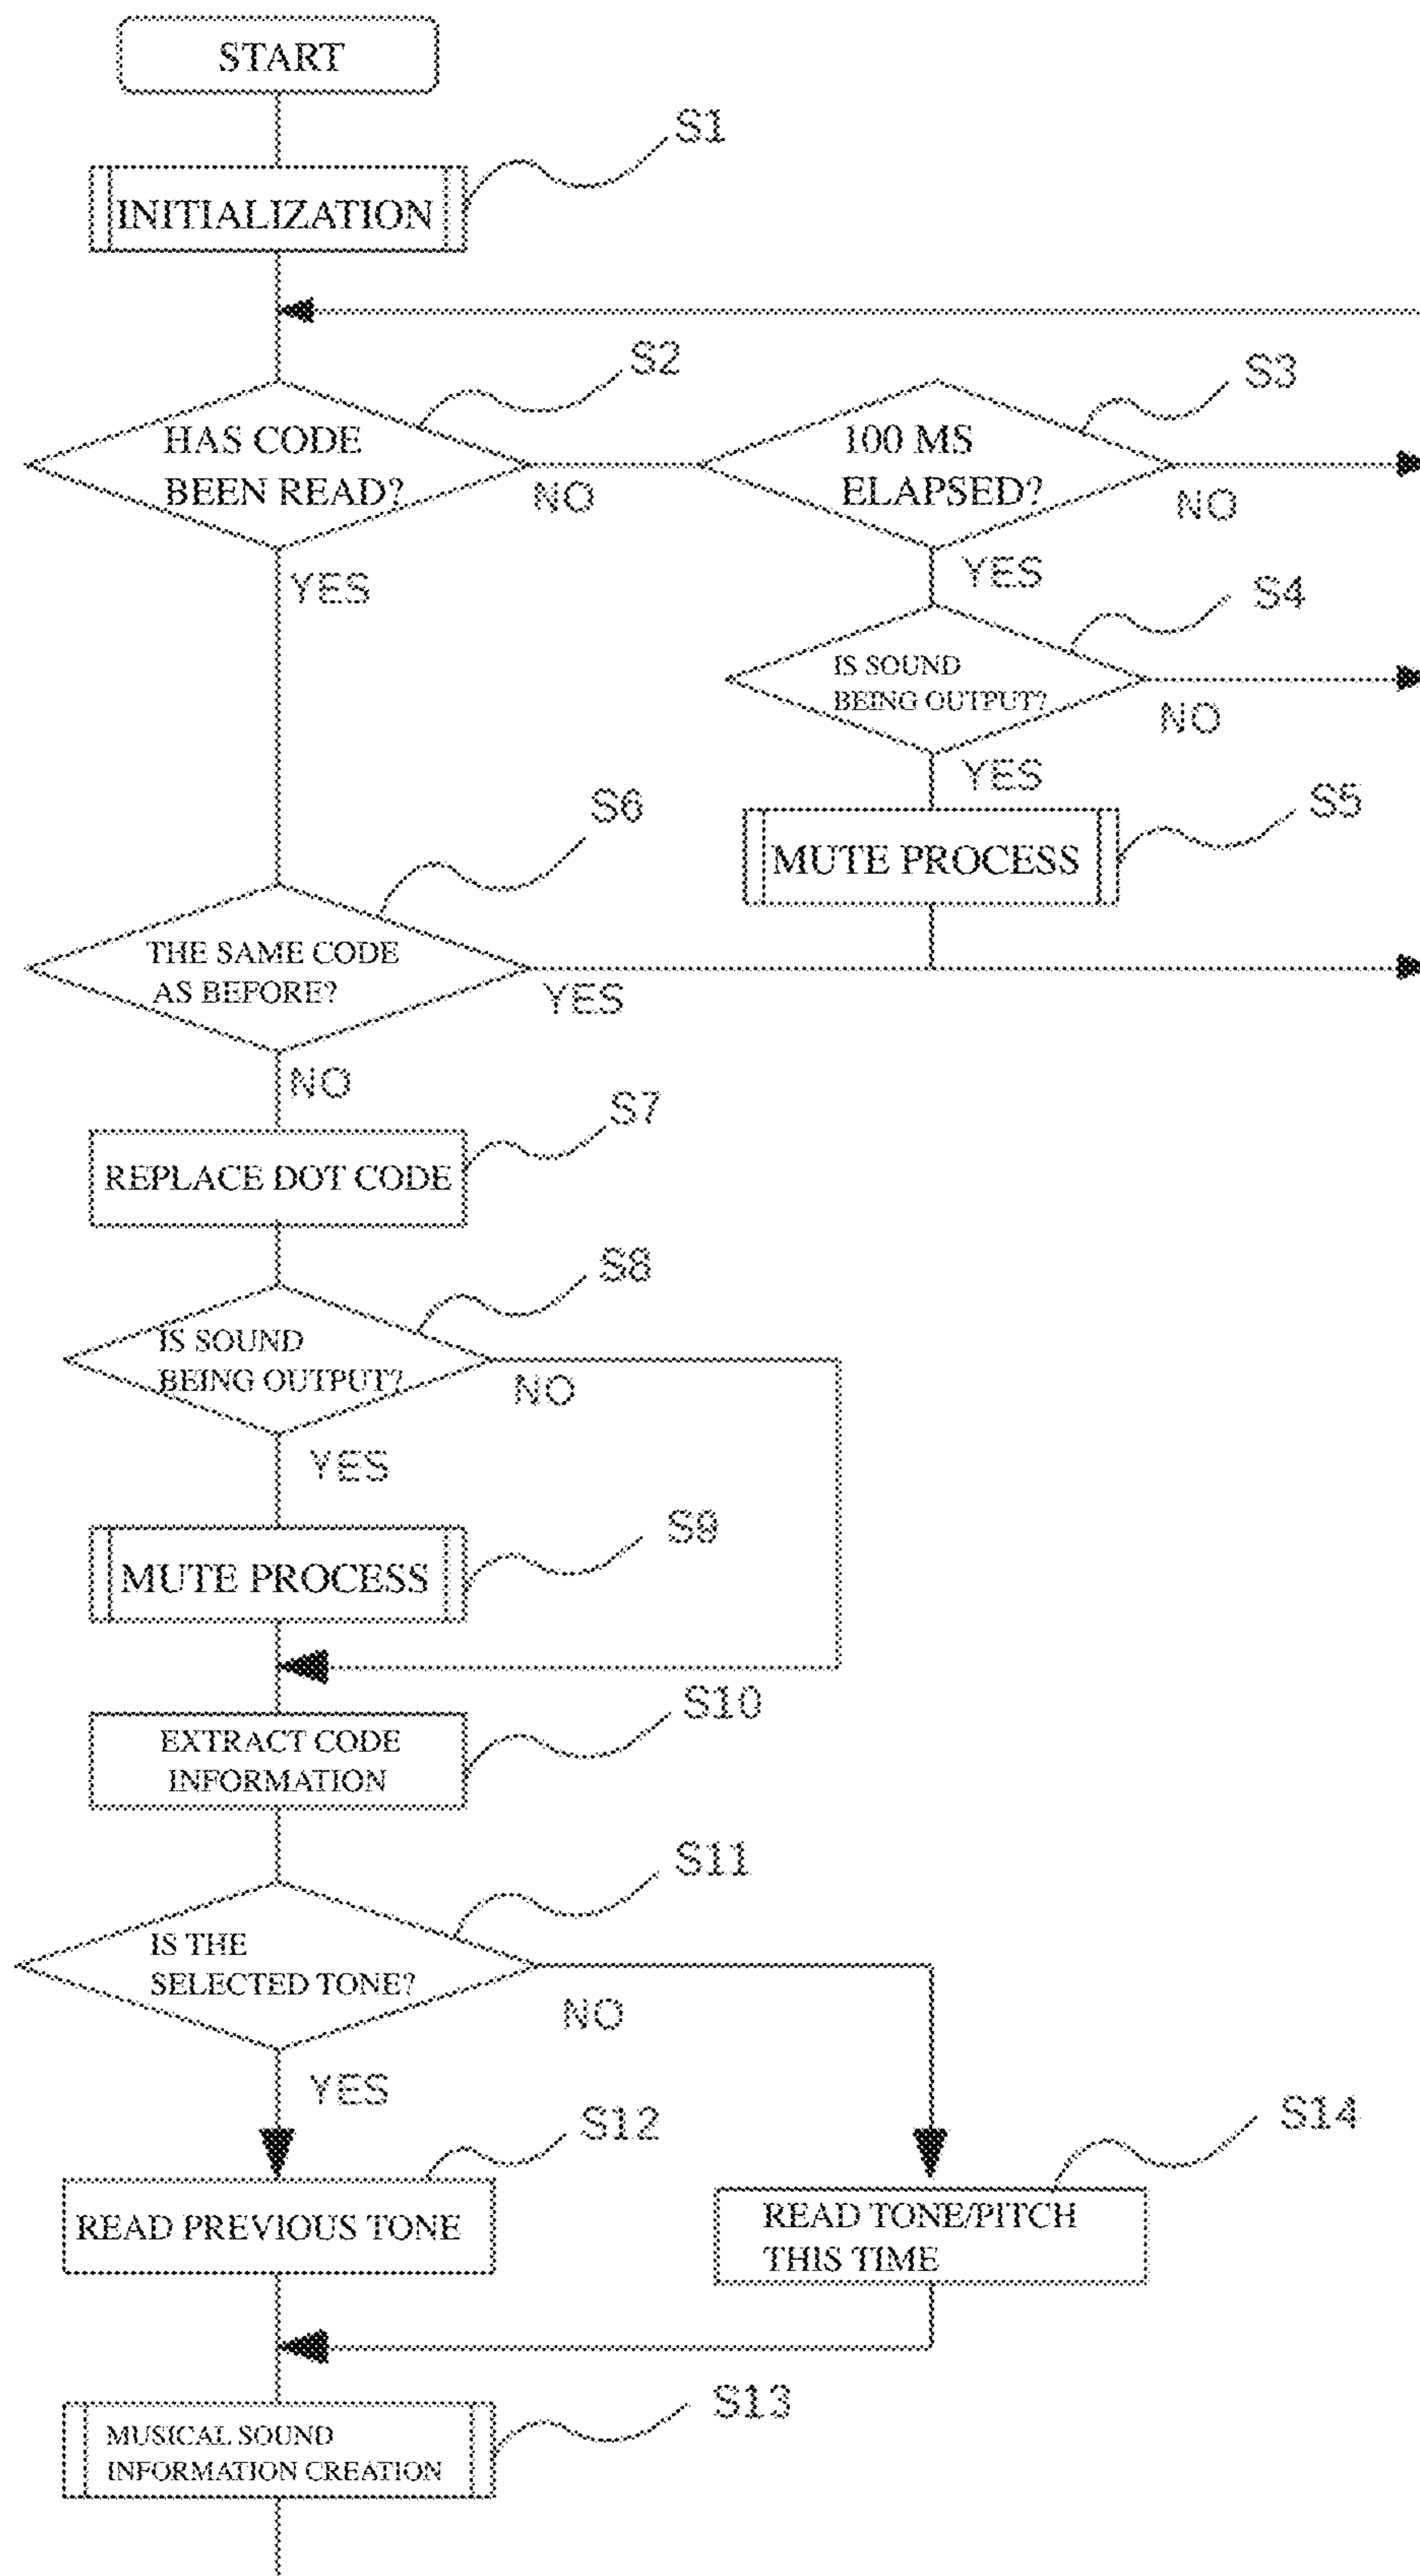 START
S1
INITIALIZATION
S2
S3
HAS CODE
BEEN READ?
100 MS
ELAPSED?
NO
NO
YES
YES
S4
IS SOUND
BEING OUTPUT?
NO
YES
S5
S6
MUTE PROCESS
THE SAME CODE
AS BEFORE?
YES
NO
S7
REPLACE DOT CODE
S8
IS SOUND
BEING OUTPUT?
NO
YES
S9
MUTE PROCESS
S10
EXTRACT CODE
INFORMATION
S11
IS THE
SELECTED TONE?
NO
YES
S12
S14
READ PREVIOUS TONE
READ TONE/PITCH
THIS TIME
S13
MUSICAL SOUND
INFORMATION CREATION